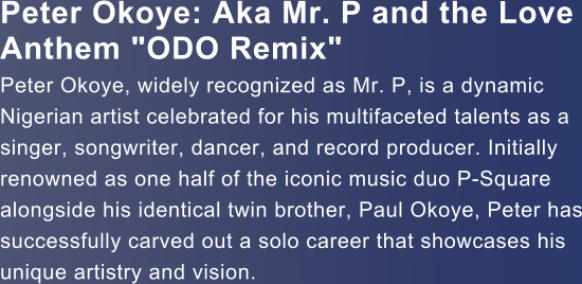 Peter Okoye: Aka Mr. P and the Love
Anthem "ODO Remix"
Peter Okoye, widely recognized as Mr. P, is a dynamic
Nigerian artist celebrated for his multifaceted talents as a
singer, songwriter, dancer, and record producer. Initially
renowned as one half of the iconic music duo P-Square
alongside his identical twin brother, Paul Okoye, Peter has
successfully carved out a solo career that showcases his
unique artistry and vision.